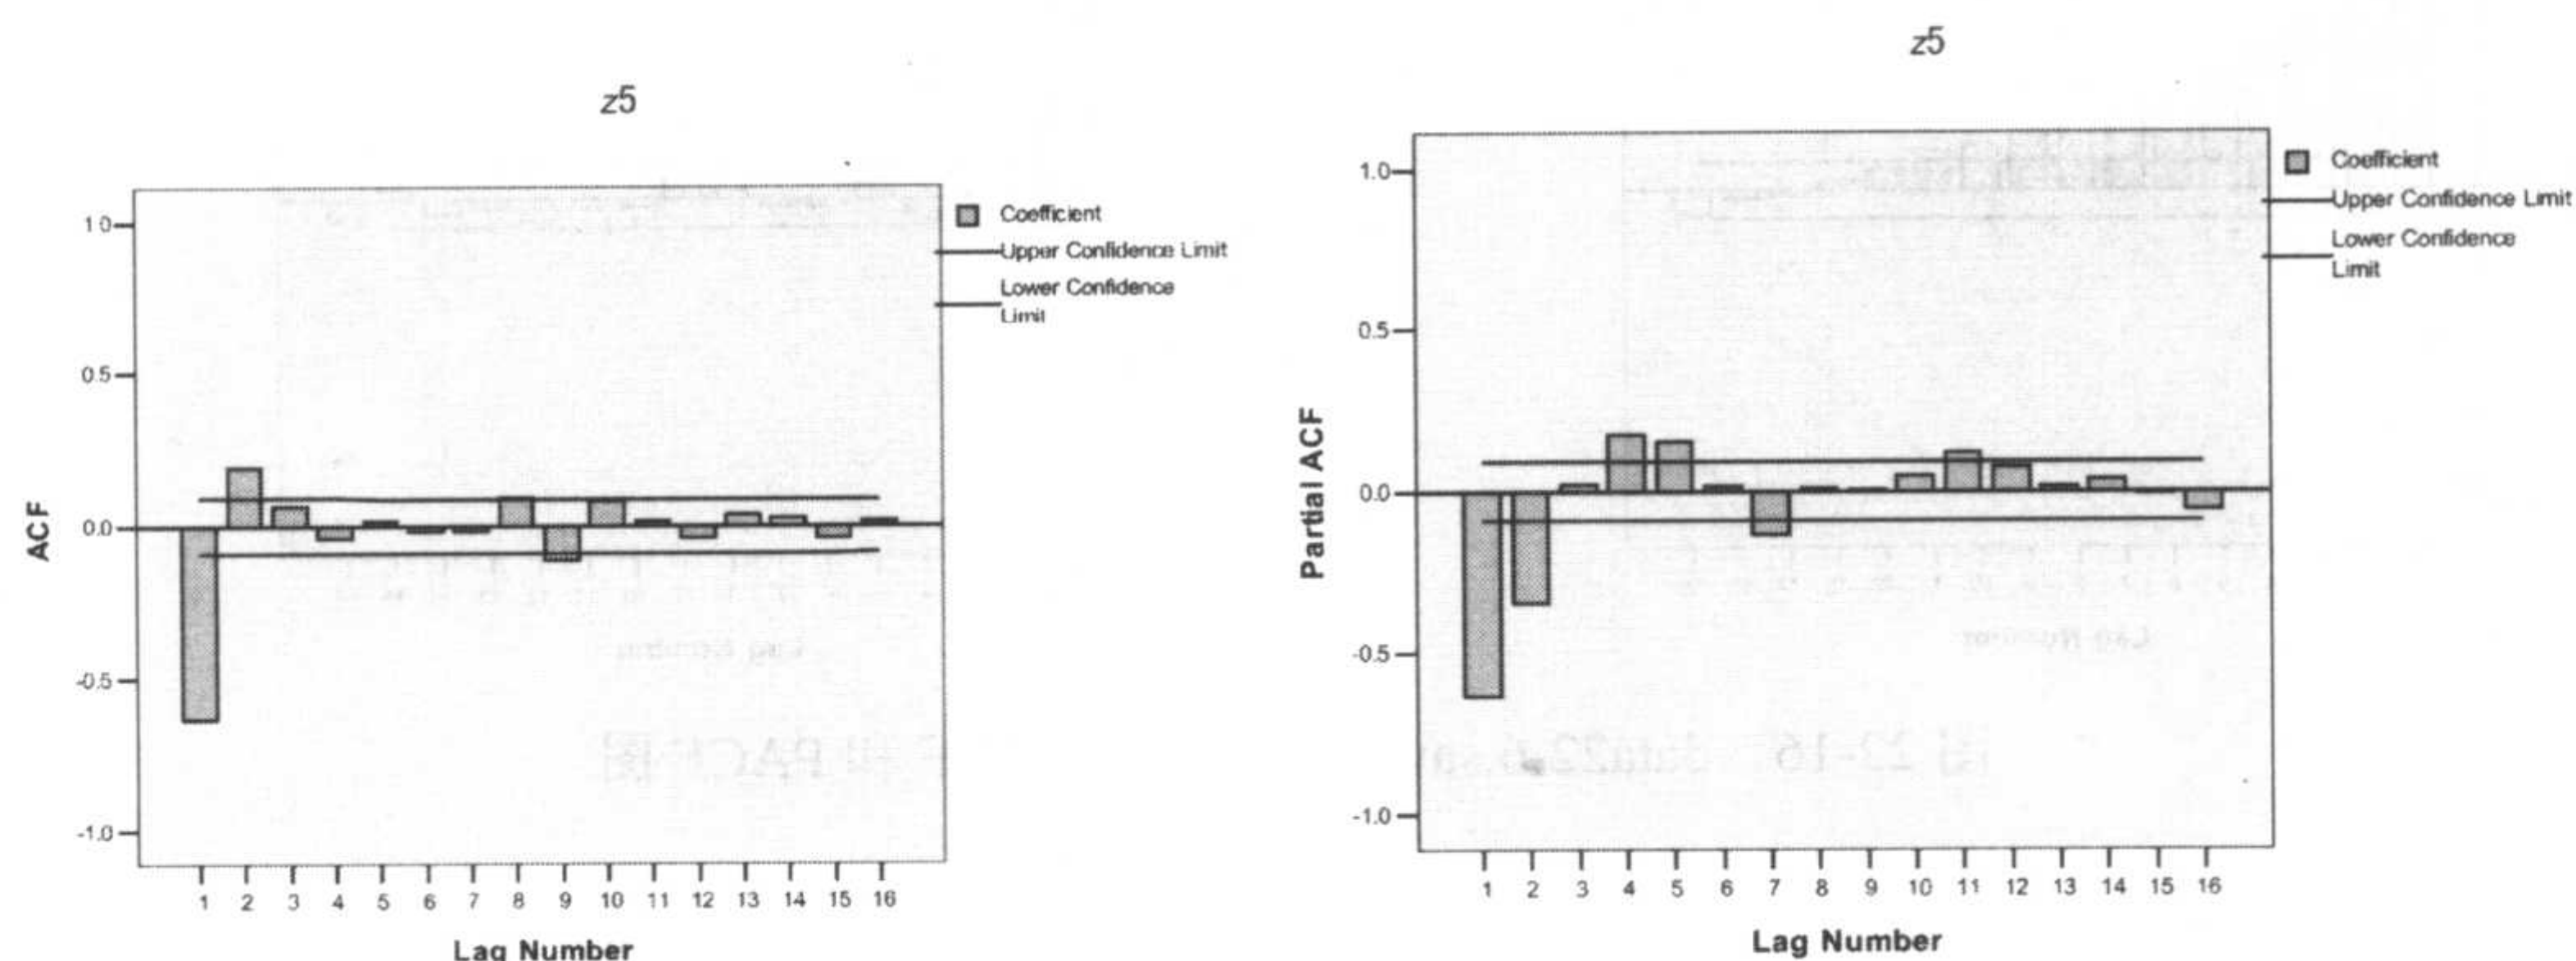 z5
1 0
0.5
0.0
-0.5
-1.0
ACF
1 2 3 4 5 6 7 8 9 10 11 12 13 14 15 16
Lag Number
Coefficient
Upper Confidence Limit
Lower Confidence
Limit
z5
1.0
0.5
0.0
-0.5
-1.0
Partial ACF
1 2 3 4 5 6 7 8 9 10 11 12 13 14 15 16
Lag Number
Coefficient
Upper Confidence Limit
Lower Confidence
Limit